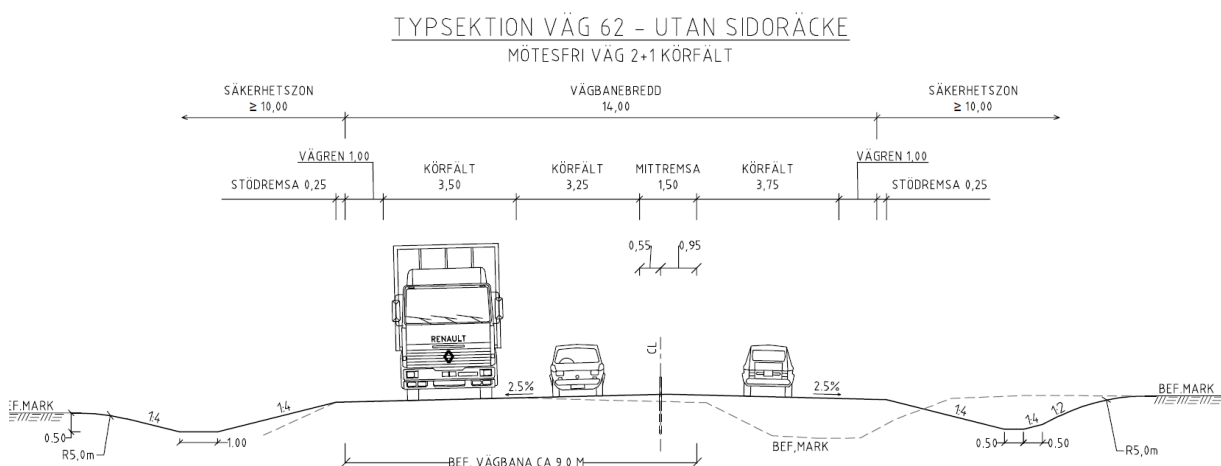 TYPSEKTION VÄG 62 - UTAN SIDORÄCKE
MÖTESFRI VÄG 2+1 KÖRFÄLT
SÄKERHETSZON
≥ 10,00
VÄGBANEBREDD
14,00
SÄKERHETSZON
≥ 10,00
VÄGREN 1,00
VÄGREN 1,00
STÖDREMSA 0,25
KÖRFÄLT
3,50
KÖRFÄLT
3,25
MITTREMSA
1,50
KÖRFÄLT
3,75
STÖDREMSA 0,25
0,55
0,95
CL
RENAULT
2.5%
2.5%
EF.MARK
BEF.MARK
1:4
1:4
1:4
1:2
0.50
1.00
R5,0m
BEF,MARK
0.50
0.50
R5,0m
BEF. VÄGBANA CA 9.0 M